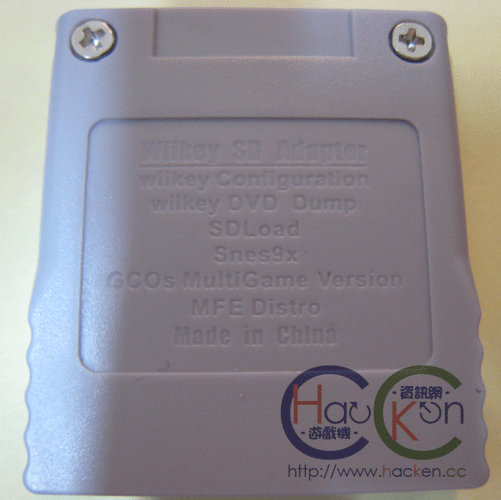 Wiikey SD Adapter
wiikey Configuration
wiikey DVD Dump
SDLoad
Snes9x
GCOs MultiGame Version
MFE Distro
Made in China
Hacken
-資訊網-
-遊戲機-
http://www.hacken.cc